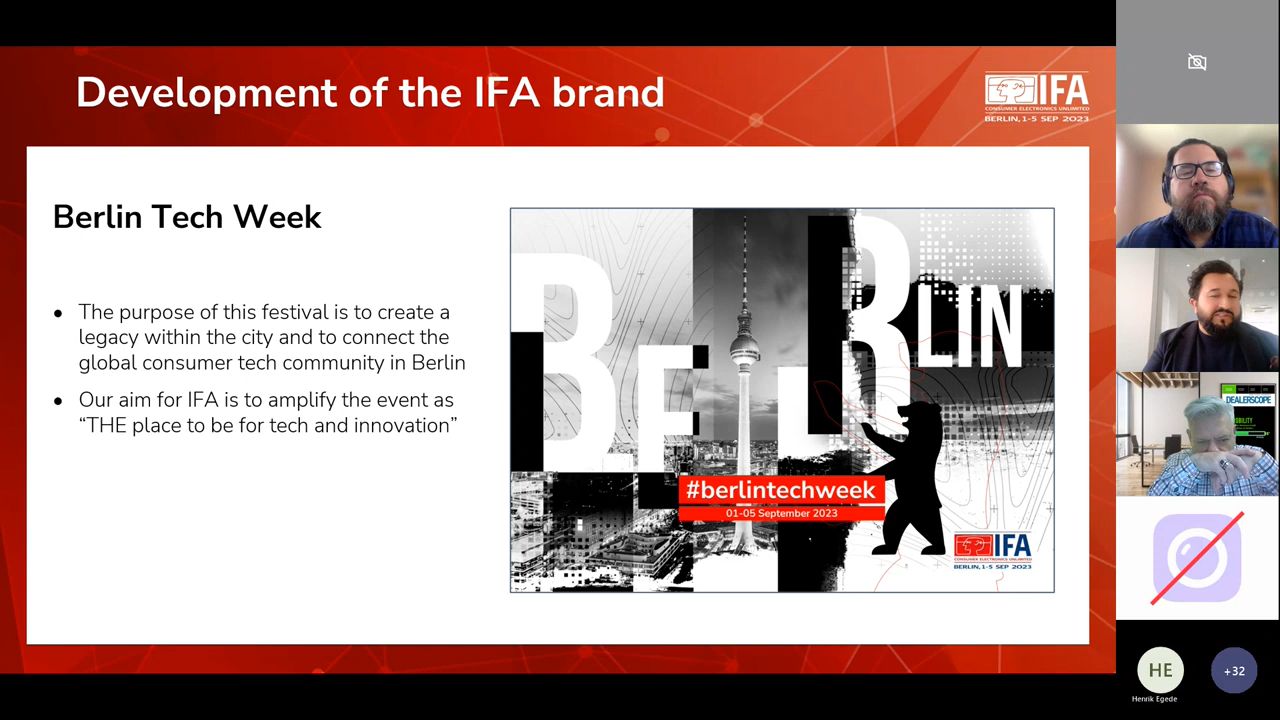 Development of the IFA brand
IFA
CONSUMER ELECTRONICS UNLIMITED
BERLIN, 1-5 SEP 2023
Berlin Tech Week
• The purpose of this festival is to create a
legacy within the city and to connect the
global consumer tech community in Berlin
• Our aim for IFA is to amplify the event as
“THE place to be for tech and innovation”
BERLIN
#berlintechweek
01-05 September 2023
IFA
CONSUMER ELECTRONICS UNLIMITED
BERLIN, 1-5 SEP 2023
DEALERSCOPE
HE
Henrik Egede
+32